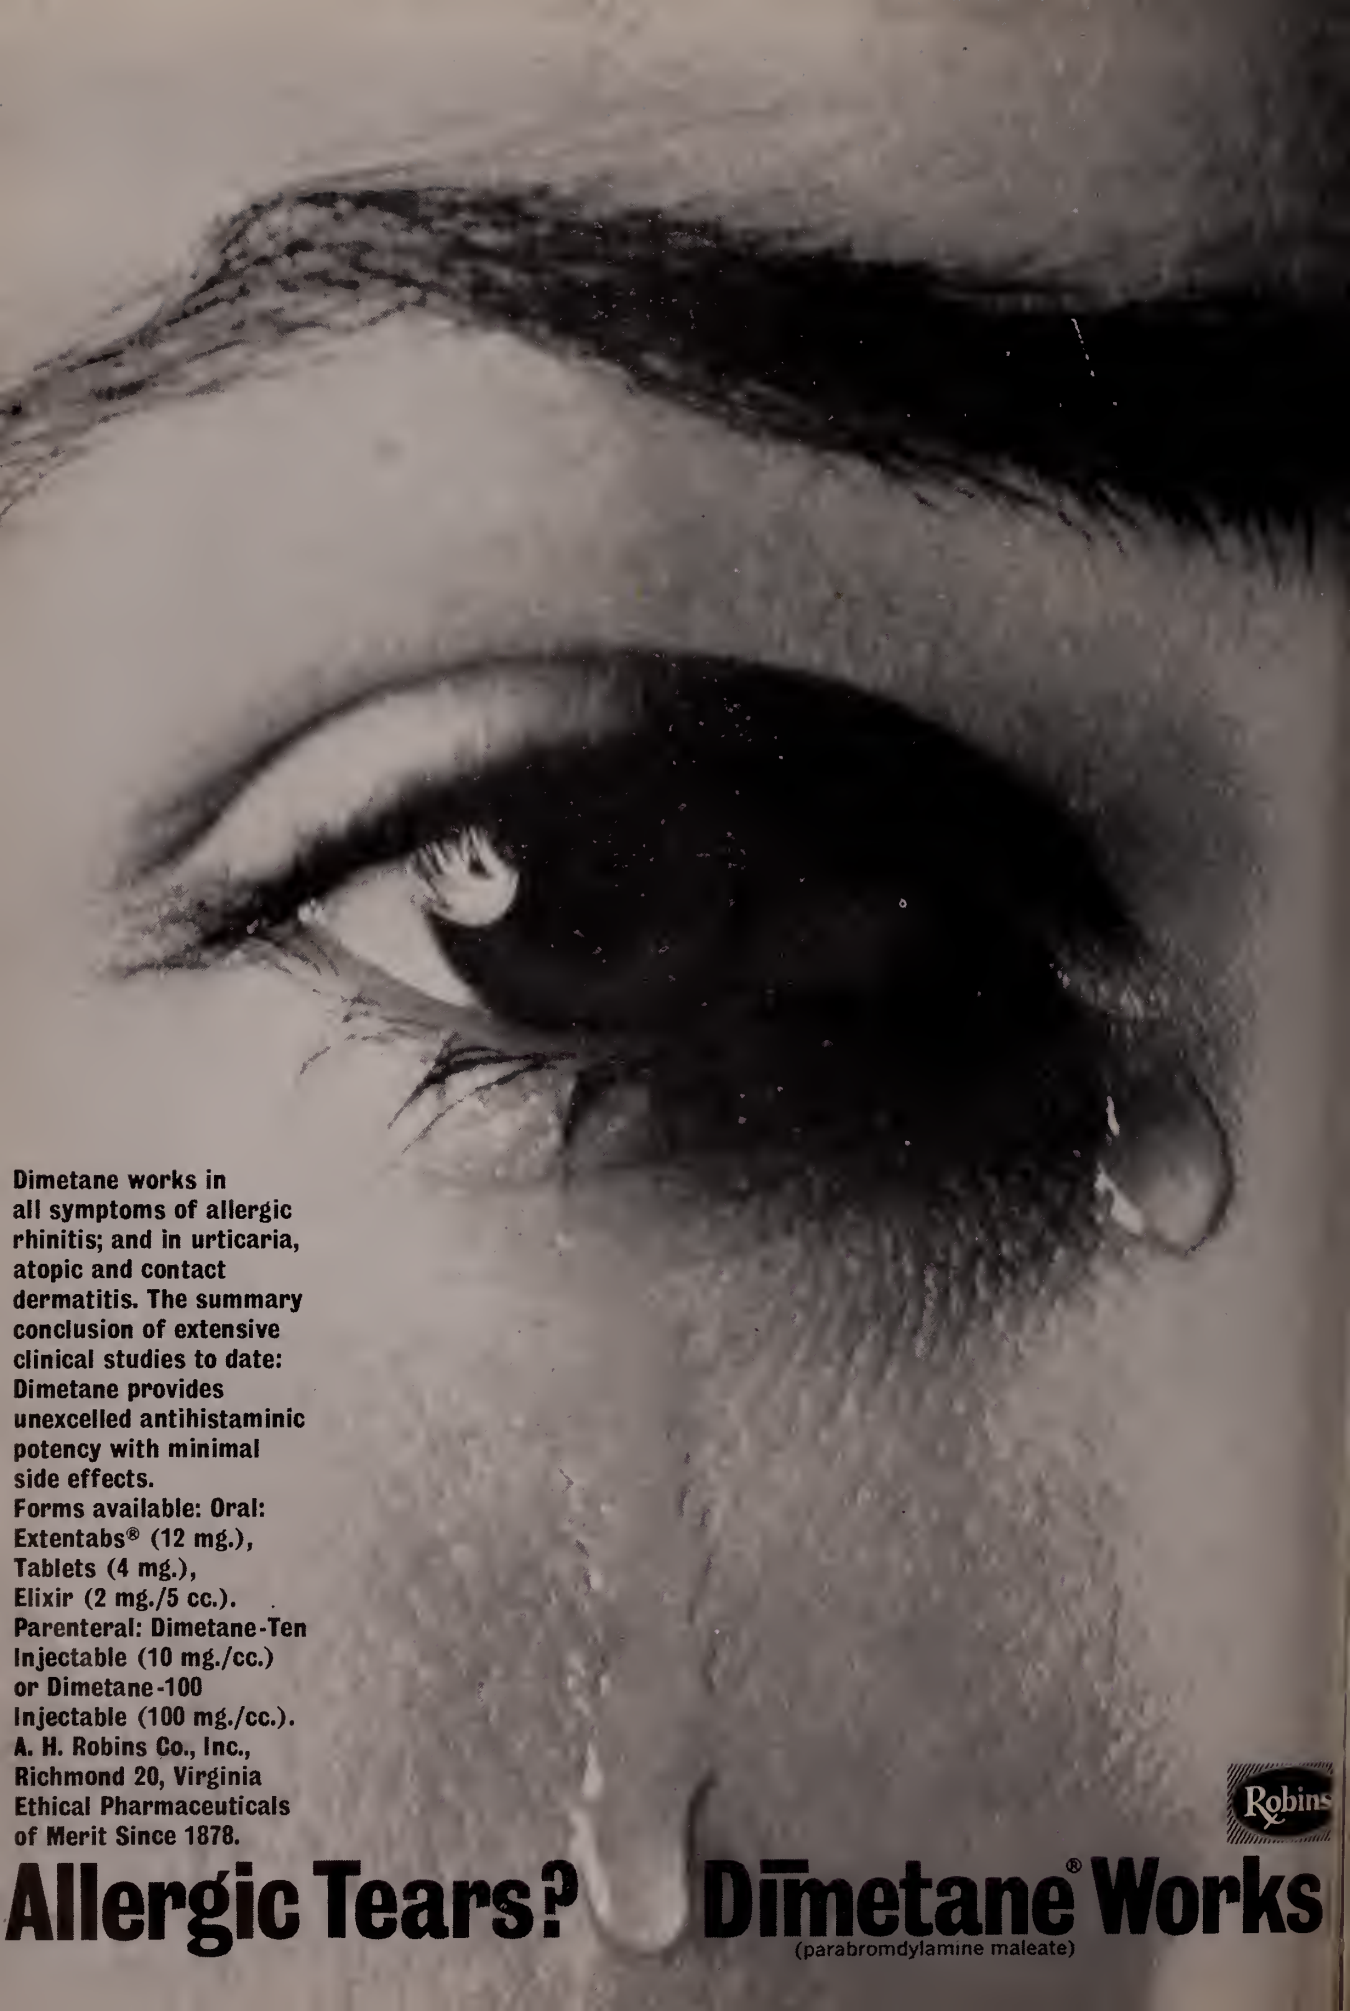 Dimetane works in
all symptoms of allergic
rhinitis; and in urticaria,
atopic and contact
dermatitis. The summary
conclusion of extensive
clinical studies to date:
Dimetane provides
unexcelled antihistaminic
potency with minimal
side effects.
Forms available: Oral:
Extentabs® (12 mg.),
Tablets (4 mg.),
Elixir (2 mg./5 cc.).
Parenteral: Dimetane-Ten
Injectable (10 mg./cc.)
or Dimetane-100
Injectable (100 mg./cc.).
A. H. Robins Co., Inc.,
Richmond 20, Virginia
Ethical Pharmaceuticals
of Merit Since 1878.
Robins
Allergic Tears? Dīmetane® Works
(parabromdylamine maleate)